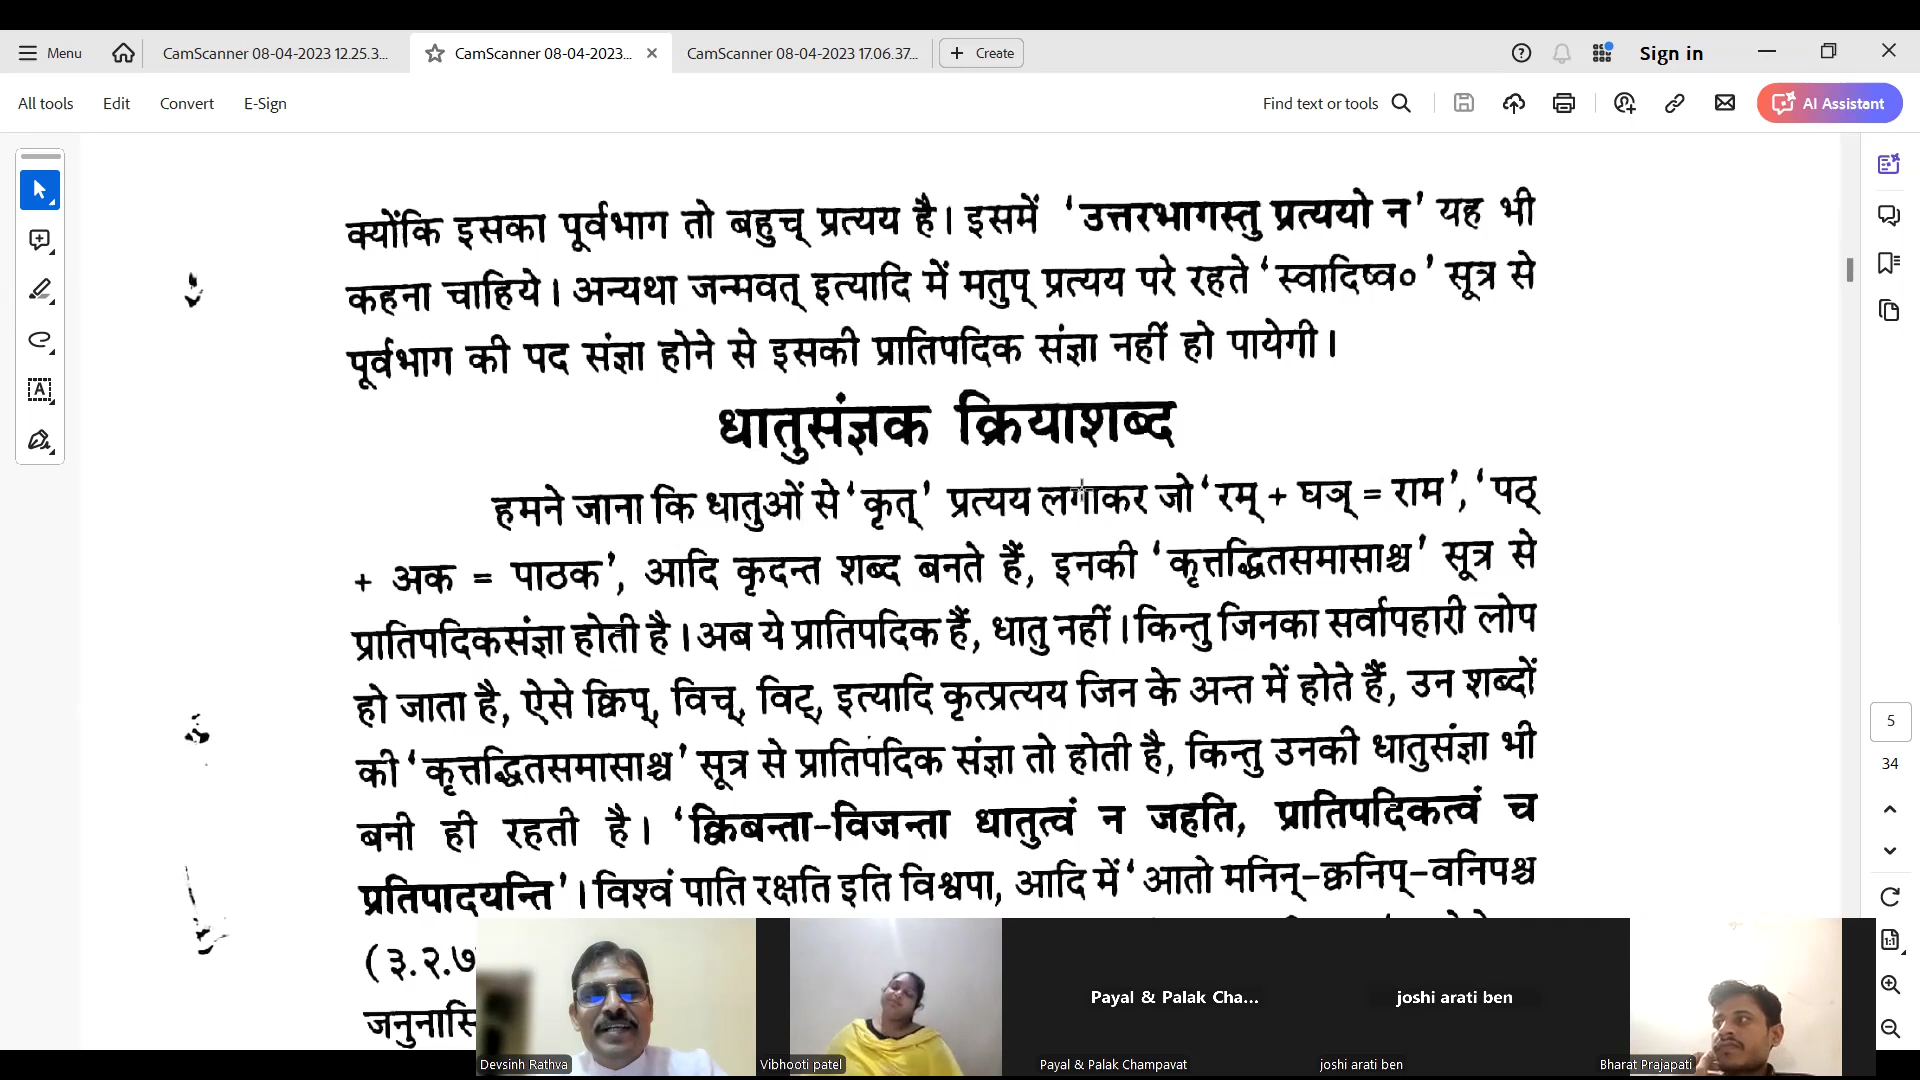 Menu
CamScanner 08-04-2023 12.25.3...
CamScanner 08-04-2023...
CamScanner 08-04-2023 17.06.37...
Create
Sign in
All tools
Edit
Convert
E-Sign
Find text or tools
AI Assistant
क्योंकि इसका पूर्वभाग तो बहुच् प्रत्यय है। इसमें ‘उत्तरभागस्तु प्रत्ययो न’ यह भी
कहना चाहिये। अन्यथा जन्मवत् इत्यादि में मतुप् प्रत्यय परे रहते ‘स्वादिष्व०’ सूत्र से
पूर्वभाग की पद संज्ञा होने से इसकी प्रातिपदिक संज्ञा नहीं हो पायेगी।
धातुसंज्ञक क्रियाशब्द
हमने जाना कि धातुओं से ‘कृत्’ प्रत्यय लगाकर जो ‘रम् + घञ् = राम’, ‘पठ्
+ अक = पाठक’, आदि कृदन्त शब्द बनते हैं, इनकी ‘कृत्तद्धितसमासाश्च’ सूत्र से
प्रातिपदिकसंज्ञा होती है। अब ये प्रातिपदिक हैं, धातु नहीं। किन्तु जिनका सर्वापहारी लोप
हो जाता है, ऐसे क्विप्, विच्, विट्, इत्यादि कृत्प्रत्यय जिन के अन्त में होते हैं, उन शब्दों
की ‘कृत्तद्धितसमासाश्च’ सूत्र से प्रातिपदिक संज्ञा तो होती है, किन्तु उनकी धातुसंज्ञा भी
बनी ही रहती है। ‘क्विबन्ता-विजन्ता धातुत्वं न जहति, प्रातिपदिकत्वं च
प्रतिपादयन्ति’। विश्वं पाति रक्षति इति विश्वपा, आदि में ‘आतो मनिन्-क्वनिप्-वनिपश्च
(३.२.७
जनुनासि
5
34
Payal & Palak Cha...
joshi arati ben
Devsinh Rathva
Vibhooti patel
Payal & Palak Champavat
joshi arati ben
Bharat Prajapati